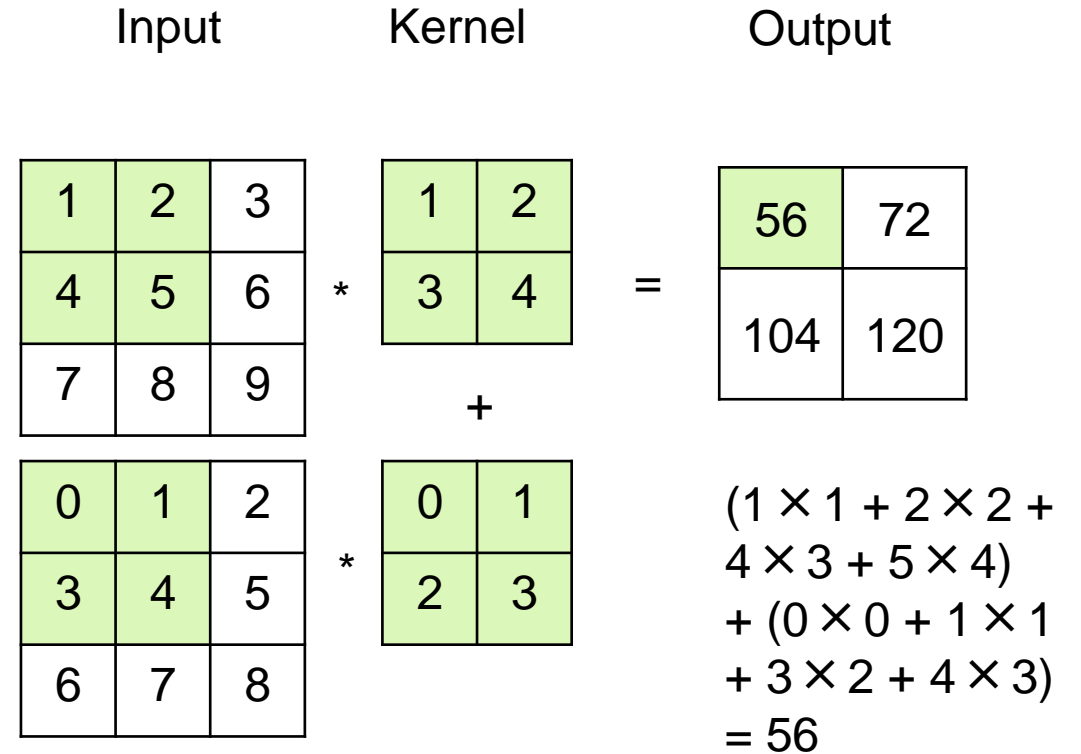 Input Kernel Output
1 2 3
4 5 6
7 8 9
*
1 2
3 4
=
56 72
104 120
+
0 1 2
3 4 5
6 7 8
*
0 1
2 3
(1 × 1 + 2 × 2 +
4 × 3 + 5 × 4)
+ (0 × 0 + 1 × 1
+ 3 × 2 + 4 × 3)
= 56